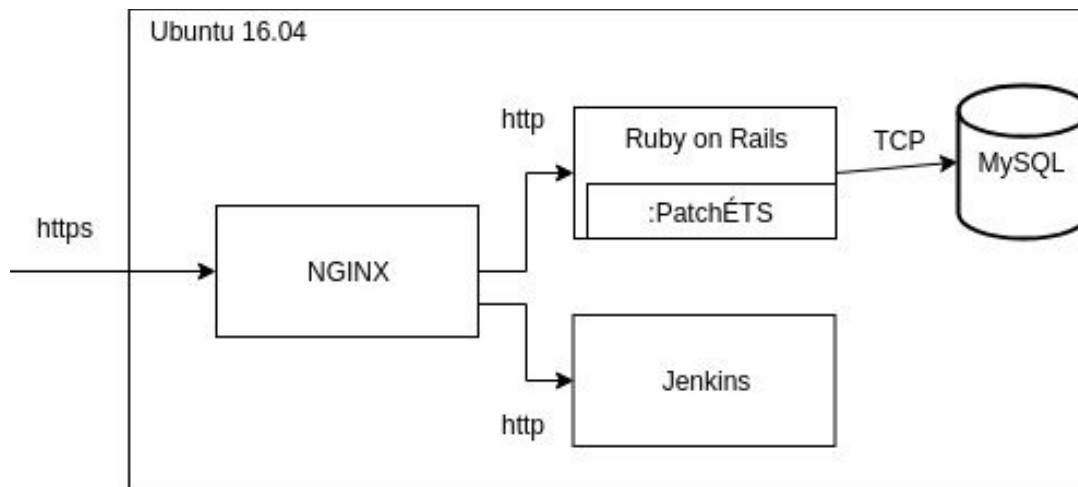 Ubuntu 16.04
http
Ruby on Rails
TCP
MySQL
:PatchÉTS
https
NGINX
Jenkins
http